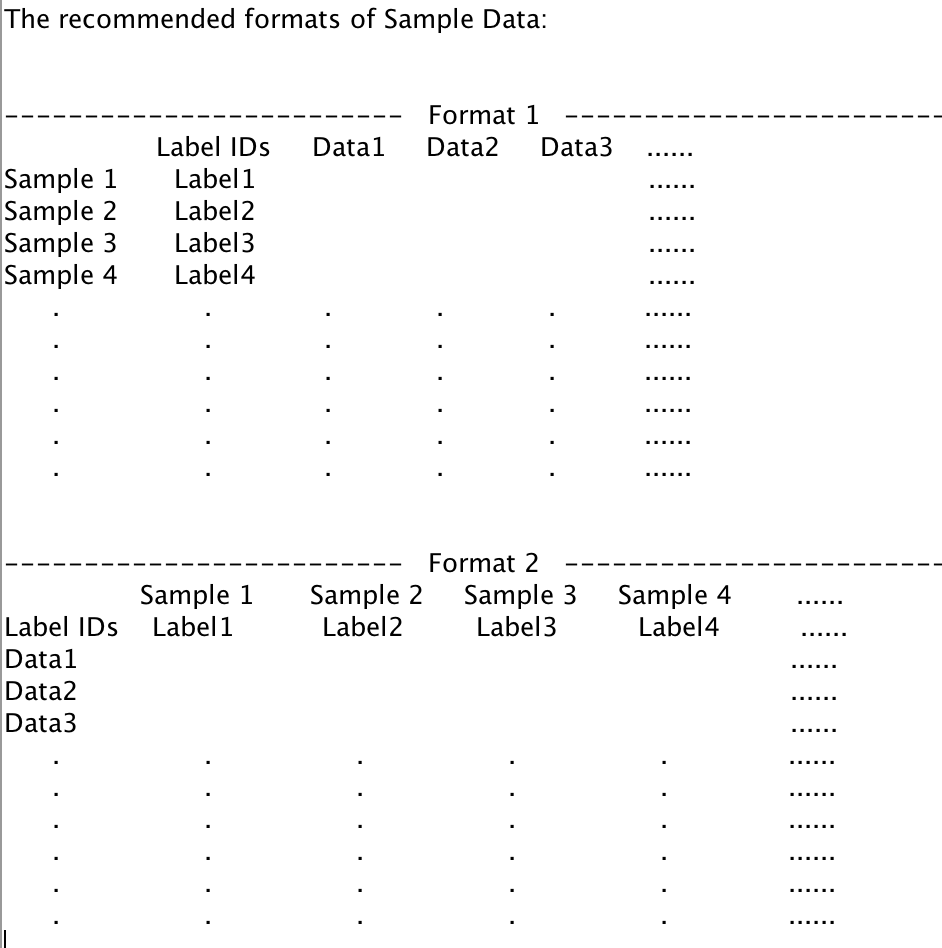 The recommended formats of Sample Data:
------------------------- Format 1 ------------------------
Label IDs Data1 Data2 Data3 ......
Sample 1 Label1 ......
Sample 2 Label2 ......
Sample 3 Label3 ......
Sample 4 Label4 ......
. . . . . ......
. . . . . ......
. . . . . ......
. . . . . ......
. . . . . ......
. . . . . ......
------------------------- Format 2 ------------------------
Sample 1 Sample 2 Sample 3 Sample 4 ......
Label IDs Label1 Label2 Label3 Label4 ......
Data1 ......
Data2 ......
Data3 ......
. . . . . ......
. . . . . ......
. . . . . ......
. . . . . ......
. . . . . ......
. . . . . ......